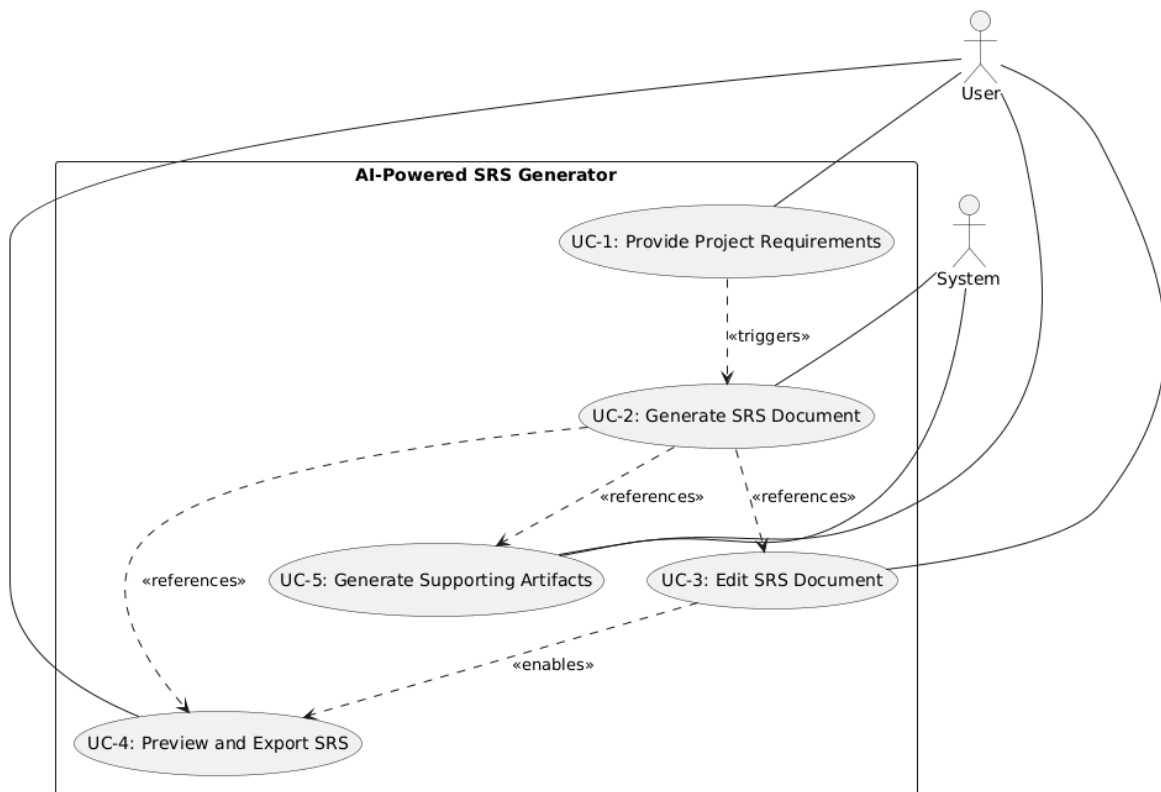 User
AI-Powered SRS Generator
UC-1: Provide Project Requirements
System
«triggers»
UC-2: Generate SRS Document
«references»
«references»
«references»
UC-5: Generate Supporting Artifacts
UC-3: Edit SRS Document
«enables»
UC-4: Preview and Export SRS